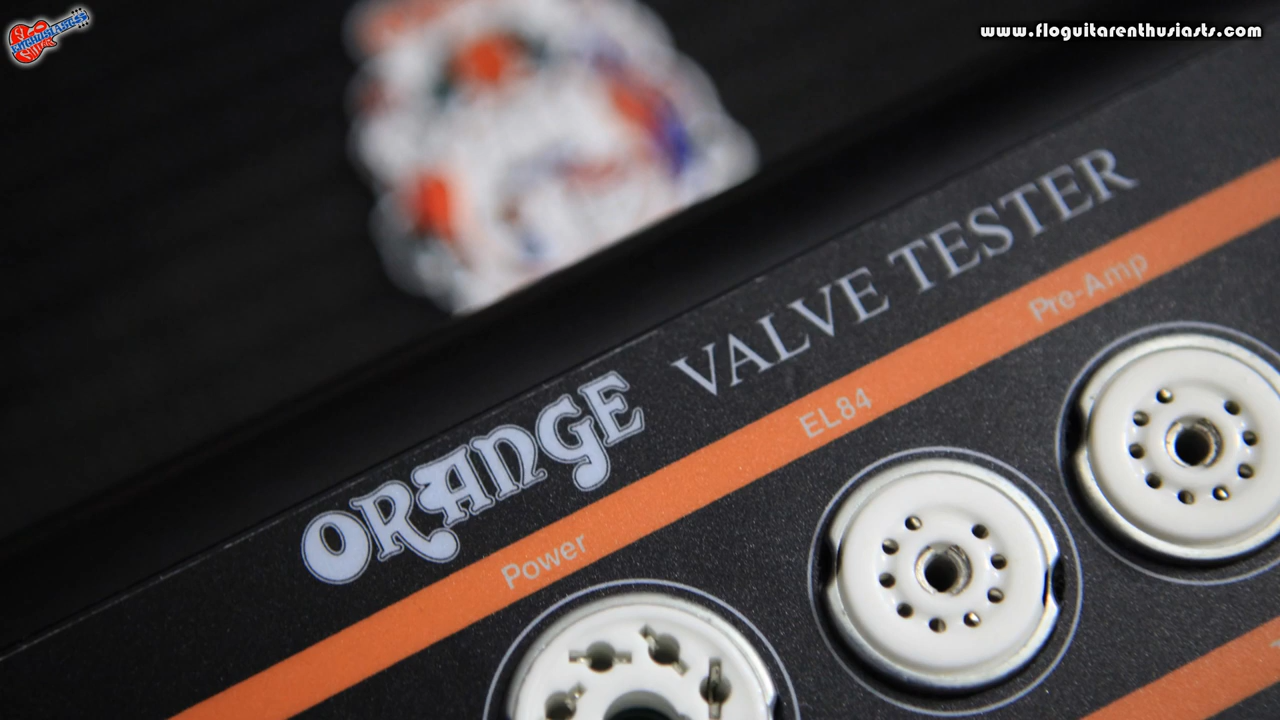 www.floguitarenthusiasts.com
ORANGE VALVE TESTER
Power
EL84
Pre-Amp